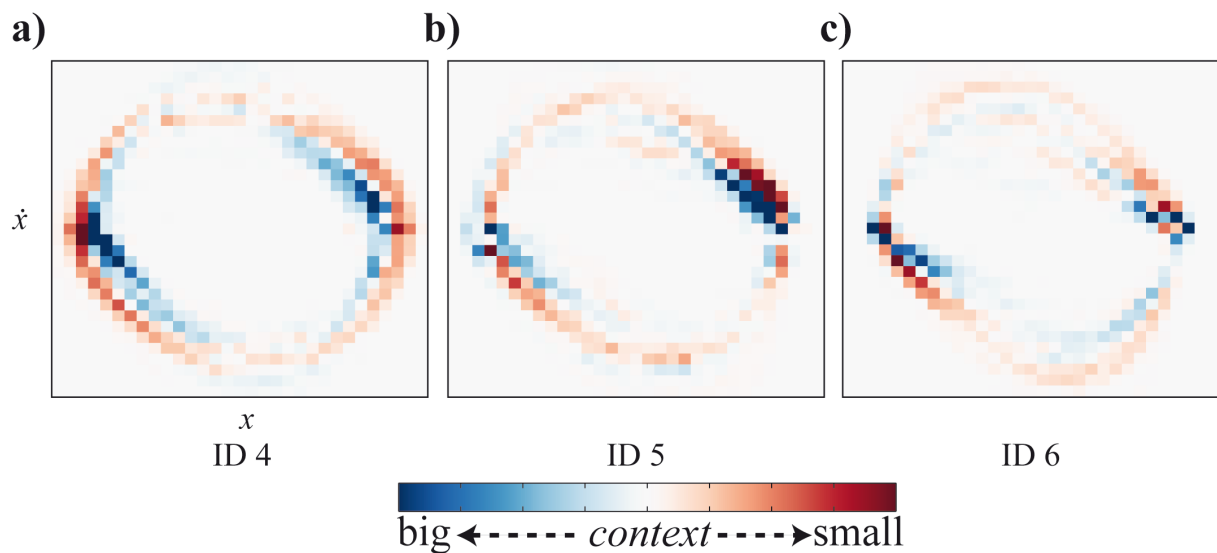 a)
b)
c)
ẋ
x
ID 4
ID 5
ID 6
big context small